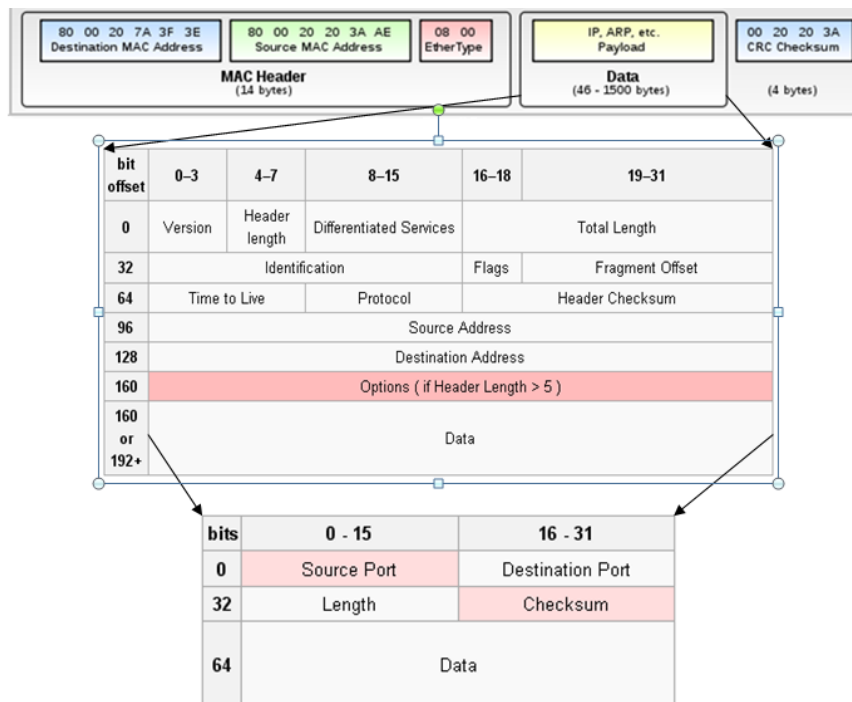 80 00 20 7A 3F 3E 80 00 20 20 3A AE 08 00 IP, ARP, etc. 00 20 20 3A
Destination MAC Address Source MAC Address EtherType Payload CRC Checksum
MAC Header Data
(14 bytes) (46 - 1500 bytes) (4 bytes)
bit
offset 0–3 4–7 8–15 16–18 19–31
0 Version Header
length Differentiated Services Total Length
32 Identification Flags Fragment Offset
64 Time to Live Protocol Header Checksum
96 Source Address
128 Destination Address
160 Options ( if Header Length > 5 )
160
or
192+ Data
bits 0 - 15 16 - 31
0 Source Port Destination Port
32 Length Checksum
64 Data